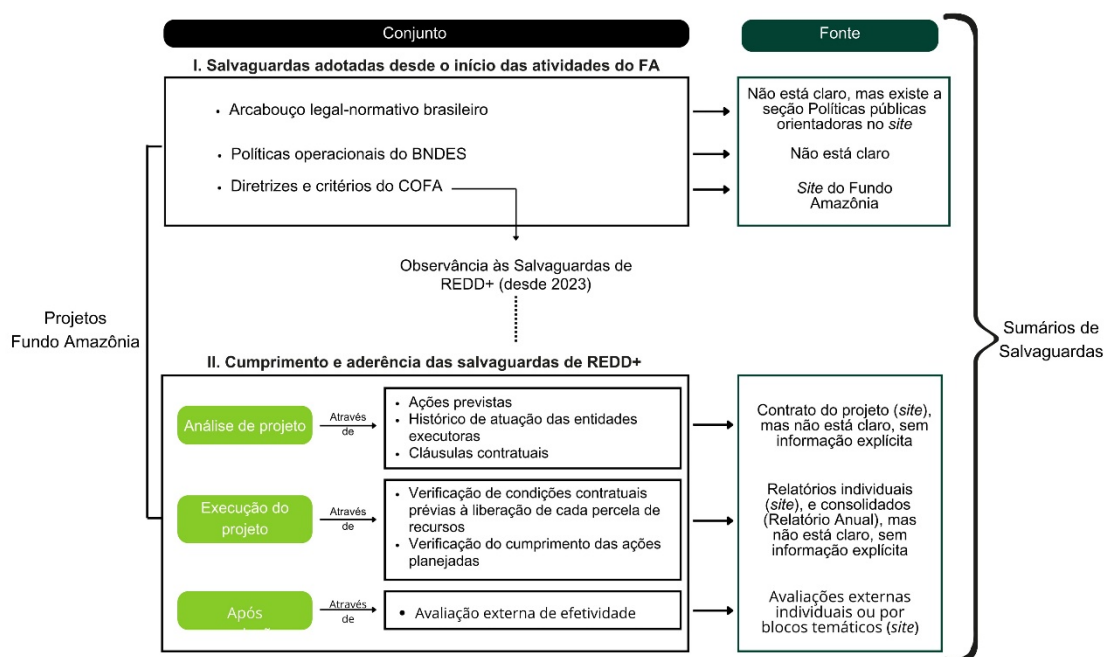 Conjunto
Fonte
I. Salvaguardas adotadas desde o início das atividades do FA
• Arcabouço legal-normativo brasileiro
Não está claro, mas existe a
seção Políticas públicas
orientadoras no site
• Políticas operacionais do BNDES
Não está claro
• Diretrizes e critérios do COFA
Site do Fundo
Amazônia
Observância às Salvaguardas de
REDD+ (desde 2023)
Projetos
Fundo Amazônia
Sumários de
Salvaguardas
II. Cumprimento e aderência das salvaguardas de REDD+
Análise de projeto
Através
de
• Ações previstas
• Histórico de atuação das entidades
executoras
• Cláusulas contratuais
Contrato do projeto (site),
mas não está claro, sem
informação explícita
Execução do
projeto
Através
de
• Verificação de condições contratuais
prévias à liberação de cada percela de
recursos
• Verificação do cumprimento das ações
planejadas
Relatórios individuais
(site), e consolidados
(Relatório Anual), mas
não está claro, sem
informação explícita
Após
Através
de
• Avaliação externa de efetividade
Avaliações externas
individuais ou por
blocos temáticos (site)